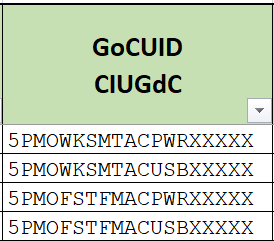 GoCUID
CIUGdC
5PMOWKSMTACPWRXXXXX
5PMOWKSMTACUSBXXXXX
5PMOFSTFMACPWRXXXXX
5PMOFSTFMACUSBXXXXX